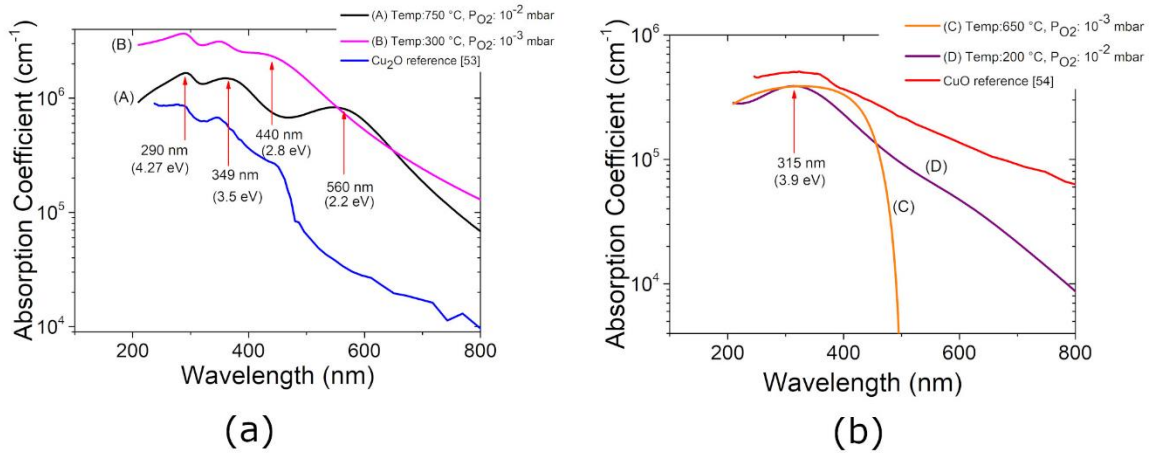 (A) Temp:750 °C, P_O2: 10⁻² mbar
(B) Temp:300 °C, P_O2: 10⁻³ mbar
Cu₂O reference [53]
Absorption Coefficient (cm⁻¹)
10⁶
10⁵
10⁴
(B)
(A)
290 nm
(4.27 eV)
349 nm
(3.5 eV)
440 nm
(2.8 eV)
560 nm
(2.2 eV)
200 400 600 800
Wavelength (nm)
(a)
(C) Temp:650 °C, P_O2: 10⁻³ mbar
(D) Temp:200 °C, P_O2: 10⁻² mbar
CuO reference [54]
Absorption Coefficient (cm⁻¹)
10⁶
10⁵
10⁴
315 nm
(3.9 eV)
(D)
(C)
200 400 600 800
Wavelength (nm)
(b)